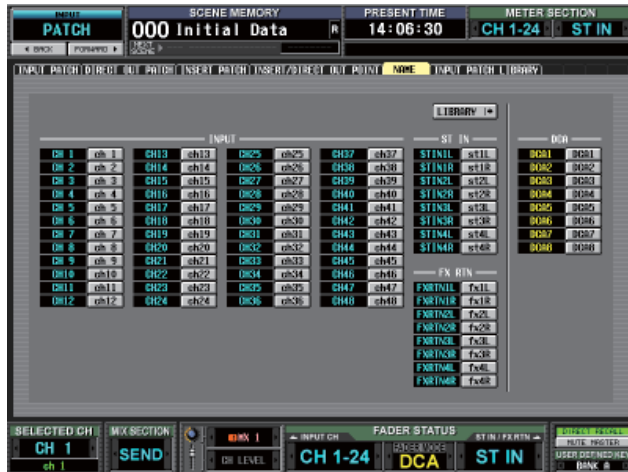 INPUT
PATCH
BACK FORWARD
SCENE MEMORY
000 Initial Data R
PRESENT TIME
14:06:30
METER SECTION
CH 1-24 ST IN
INPUT PATCH DIRECT OUT PATCH INSERT PATCH INSERT/DIRECT OUT POINT NAME INPUT PATCH LIBRARY
LIBRARY
INPUT ST IN DCA
CH 1 ch 1 CH13 ch13 CH25 ch25 CH37 ch37 STIN1L st1L DCA1 DCA1
CH 2 ch 2 CH14 ch14 CH26 ch26 CH38 ch38 STIN1R st1R DCA2 DCA2
CH 3 ch 3 CH15 ch15 CH27 ch27 CH39 ch39 STIN2L st2L DCA3 DCA3
CH 4 ch 4 CH16 ch16 CH28 ch28 CH40 ch40 STIN2R st2R DCA4 DCA4
CH 5 ch 5 CH17 ch17 CH29 ch29 CH41 ch41 STIN3L st3L DCA5 DCA5
CH 6 ch 6 CH18 ch18 CH30 ch30 CH42 ch42 STIN3R st3R DCA6 DCA6
CH 7 ch 7 CH19 ch19 CH31 ch31 CH43 ch43 STIN4L st4L DCA7 DCA7
CH 8 ch 8 CH20 ch20 CH32 ch32 CH44 ch44 STIN4R st4R DCA8 DCA8
CH 9 ch 9 CH21 ch21 CH33 ch33 CH45 ch45
CH10 ch10 CH22 ch22 CH34 ch34 CH46 ch46 FX RTN
CH11 ch11 CH23 ch23 CH35 ch35 CH47 ch47 FXRTN1L fx1L
CH12 ch12 CH24 ch24 CH36 ch36 CH48 ch48 FXRTN1R fx1R
FXRTN2L fx2L
FXRTN2R fx2R
FXRTN3L fx3L
FXRTN3R fx3R
FXRTN4L fx4L
FXRTN4R fx4R
SELECTED CH
CH 1
ch 1
MIX SECTION
SEND
MIX 1
CH LEVEL
FADER STATUS
INPUT CH
CH 1-24
FADER MODE
DCA
ST IN / FX RTN
ST IN
DIRECT RECALL
MUTE MASTER
USER DEFINED KEY
BANK A